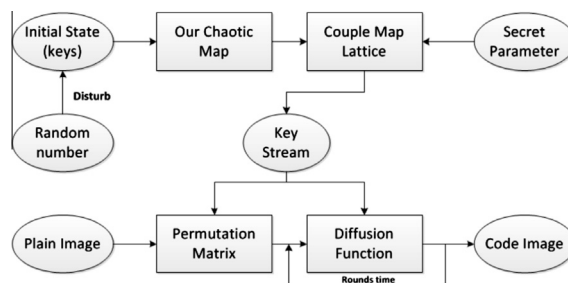 Initial State
(keys)
Our Chaotic
Map
Couple Map
Lattice
Secret
Parameter
Disturb
Random
number
Key
Stream
Plain Image
Permutation
Matrix
Diffusion
Function
Code Image
Rounds time